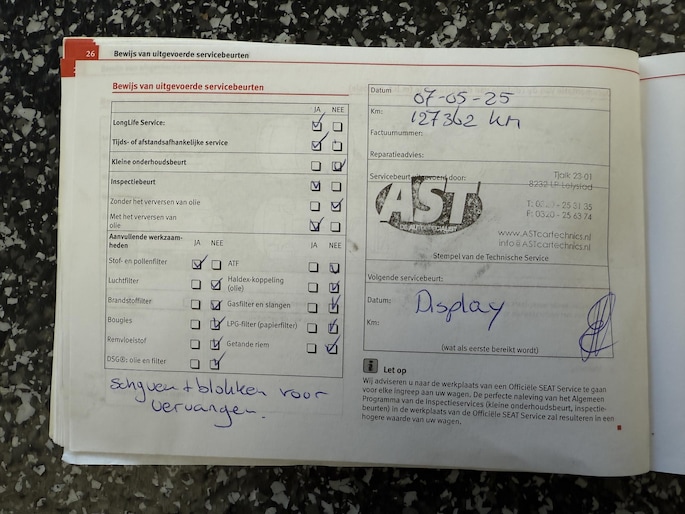 26 Bewijs van uitgevoerde servicebeurten
Bewijs van uitgevoerde servicebeurten
JA NEE
LongLife Service:
Tijds- of afstandsafhankelijke service
Kleine onderhoudsbeurt
Inspectiebeurt
Zonder het verversen van
olie
Met het verversen van
olie
Aanvullende werkzaam-
heden
JA NEE JA NEE
Stof- en pollenfilter ATF
Luchtfilter Haldex-koppeling
(olie)
Brandstoffilter Gasfilter en slangen
Bougies LPG-filter (papierfilter)
Remvloeistof Getande riem
DSG®: olie en filter
schijven + blokken voor
vervangen.
Datum 07-05-25
Km: 127362 km
Factuurnummer:
Reparatieadvies:
Servicebeurt uitgevoerd door:
AST
Tjalk 23 01
8232 LP Lelystad
T: 0320 - 25 31 35
F: 0320 - 25 63 74
www.ASTcartechnics.nl
info@ASTcartechnics.nl
Stempel van de Technische Service
Volgende servicebeurt:
Datum: Display
Km:
(wat als eerste bereikt wordt)
Let op
Wij adviseren u naar de werkplaats van een Officiële SEAT Service te gaan
voor elke ingreep aan uw wagen. De perfecte naleving van het Algemeen
Programma van de inspectieservices (kleine onderhoudsbeurt, inspectie-
beurten) in de werkplaats van de Officiële SEAT Service zal resulteren in een
hogere waarde van uw wagen.